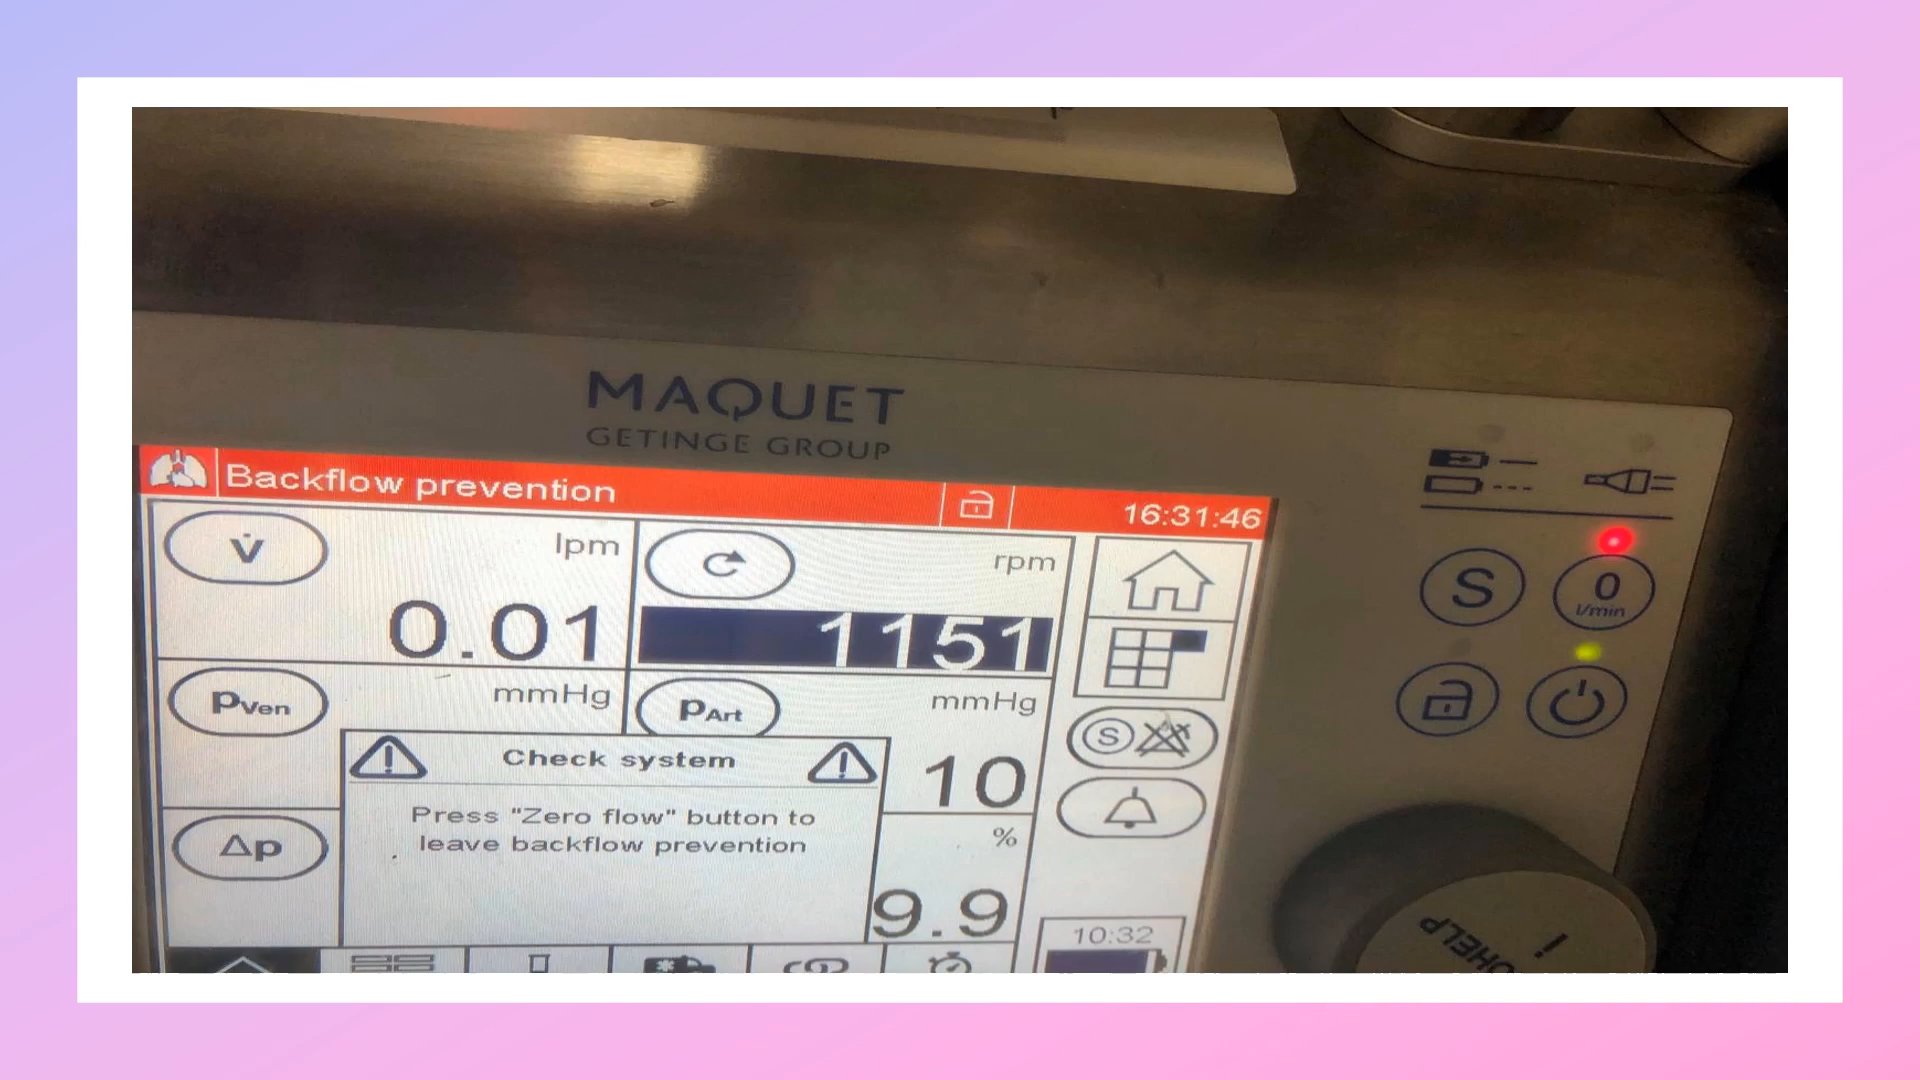 MAQUET
GETINGE GROUP
Backflow prevention
16:31:46
V̇
lpm
0.01
rpm
1151
pVen
mmHg
pArt
mmHg
10
Check system
Press "Zero flow" button to
leave backflow prevention
Δp
%
9.9
S
10:32
S
0
l/min
OHELP
i